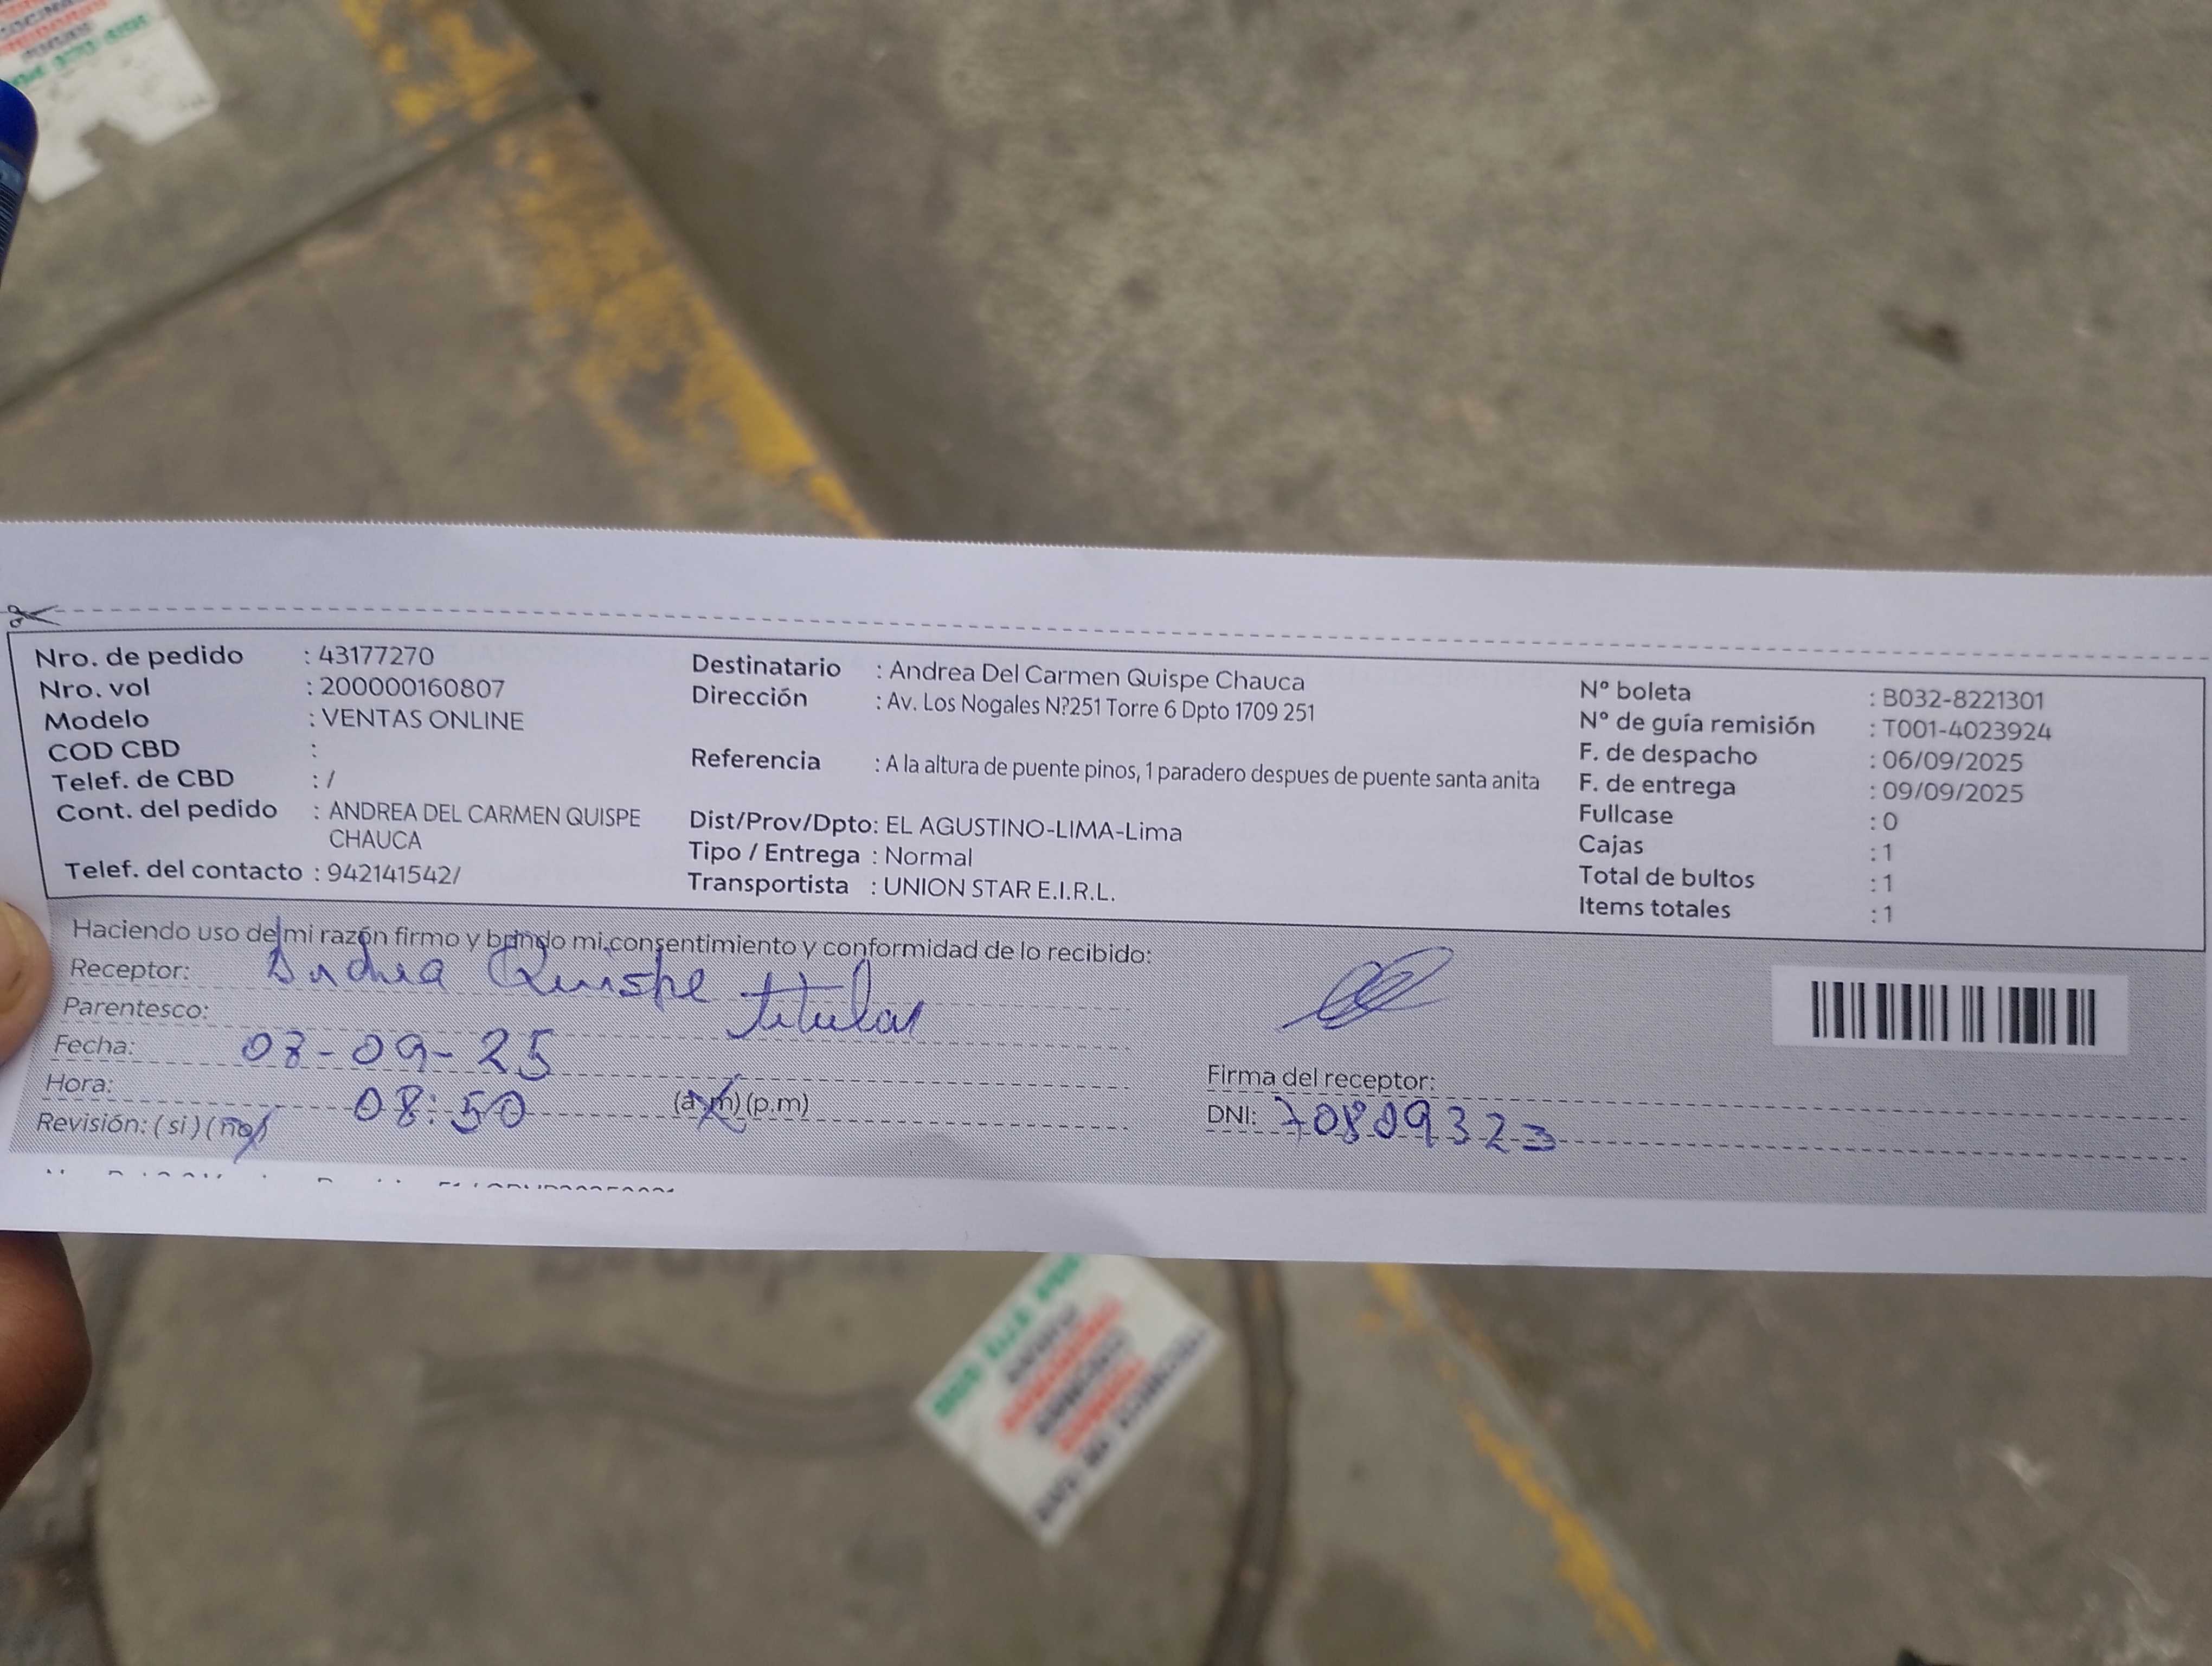 Nro. de pedido : 43177270
Nro. vol : 200000160807
Modelo : VENTAS ONLINE
COD CBD :
Telef. de CBD : /
Cont. del pedido : ANDREA DEL CARMEN QUISPE
CHAUCA
Telef. del contacto : 942141542/
Destinatario : Andrea Del Carmen Quispe Chauca
Dirección : Av. Los Nogales N?251 Torre 6 Dpto 1709 251
Referencia : A la altura de puente pinos, 1 paradero despues de puente santa anita
Dist/Prov/Dpto: EL AGUSTINO-LIMA-Lima
Tipo / Entrega : Normal
Transportista : UNION STAR E.I.R.L.
N° boleta : B032-8221301
N° de guía remisión : T001-4023924
F. de despacho : 06/09/2025
F. de entrega : 09/09/2025
Fullcase : 0
Cajas : 1
Total de bultos : 1
Items totales : 1
Haciendo uso de mi razón firmo y brindo mi consentimiento y conformidad de lo recibido:
Receptor: Andrea Quispe
Parentesco: titular
Fecha: 08-09-25
Hora: 08:50 (a.m) (p.m)
Revisión: ( si ) ( no )
Firma del receptor:
DNI: 70809323